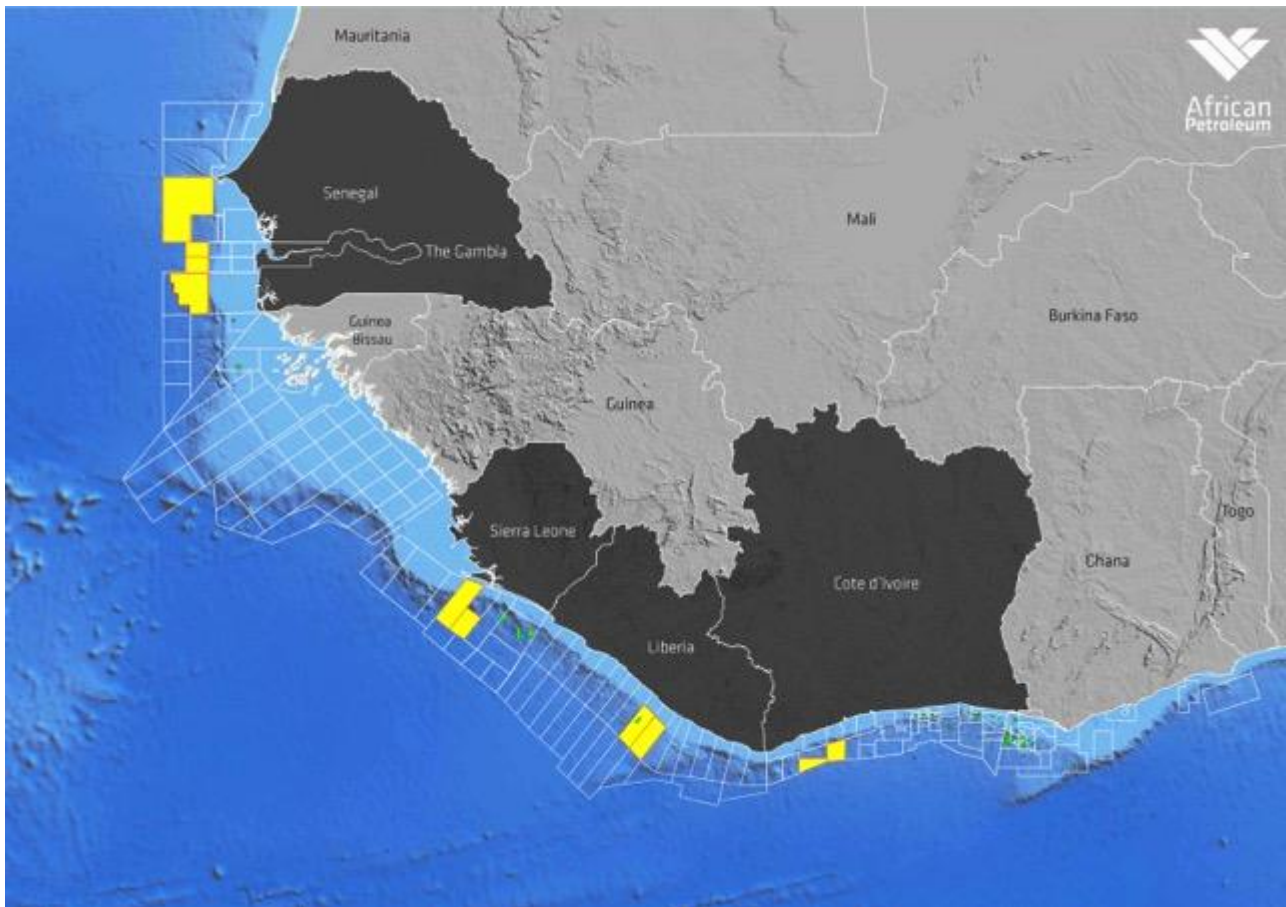 Mauritania
African
Petroleum
Senegal
Mali
The Gambia
Guinea
Bissau
Burkina Faso
Guinea
Togo
Sierra Leone
Ghana
Cote d'Ivoire
Liberia